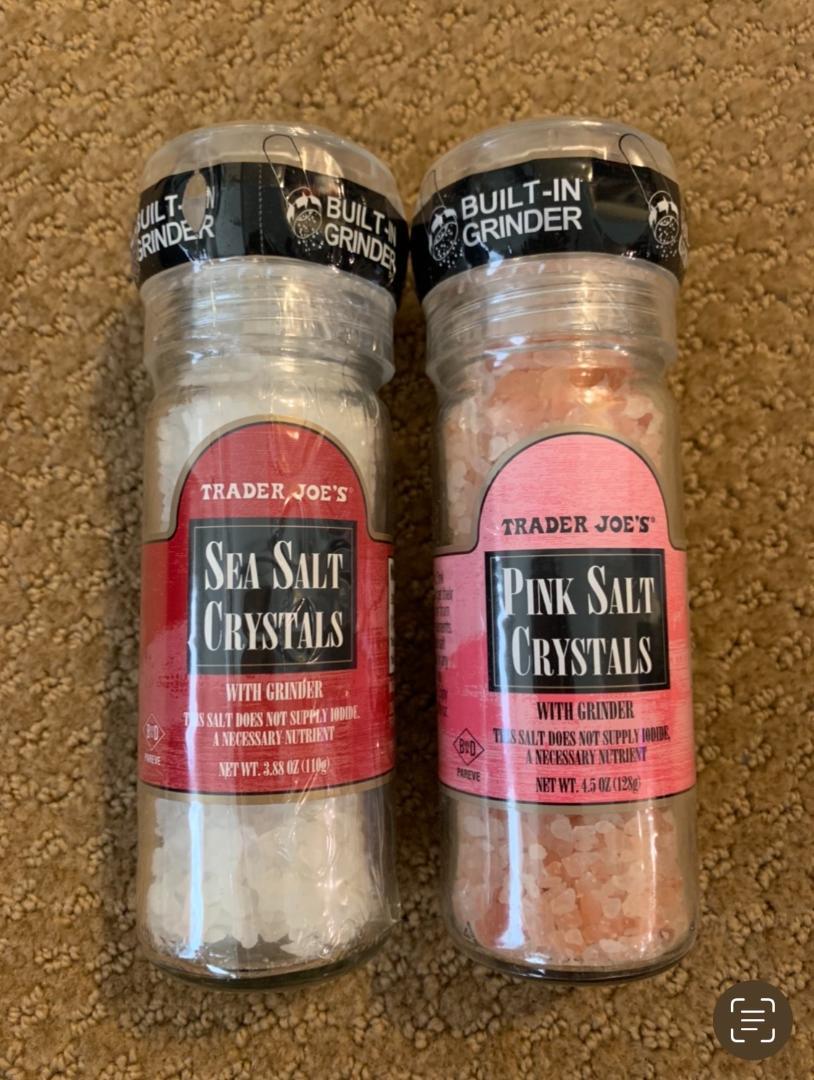 BUILT-IN
GRINDER
BUILT-IN
GRINDER
TRADER JOE'S
SEA SALT
CRYSTALS
WITH GRINDER
THIS SALT DOES NOT SUPPLY IODIDE,
A NECESSARY NUTRIENT
NET WT. 3.88 OZ (110g)
PAREVE
BUILT-IN
GRINDER
TRADER JOE'S®
PINK SALT
CRYSTALS
WITH GRINDER
THIS SALT DOES NOT SUPPLY IODIDE,
A NECESSARY NUTRIENT
NET WT. 4.5 OZ (128g)
PAREVE